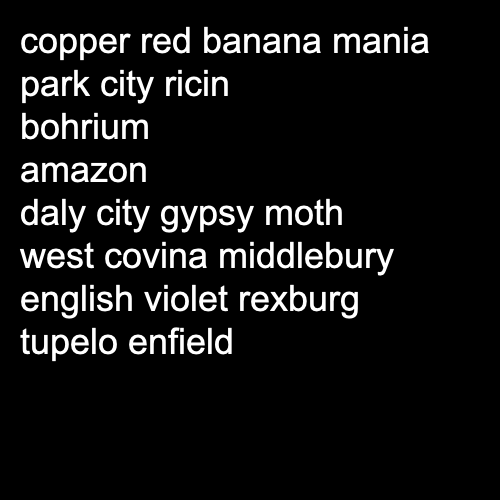 copper red banana mania
park city ricin
bohrium
amazon
daly city gypsy moth
west covina middlebury
english violet rexburg
tupelo enfield